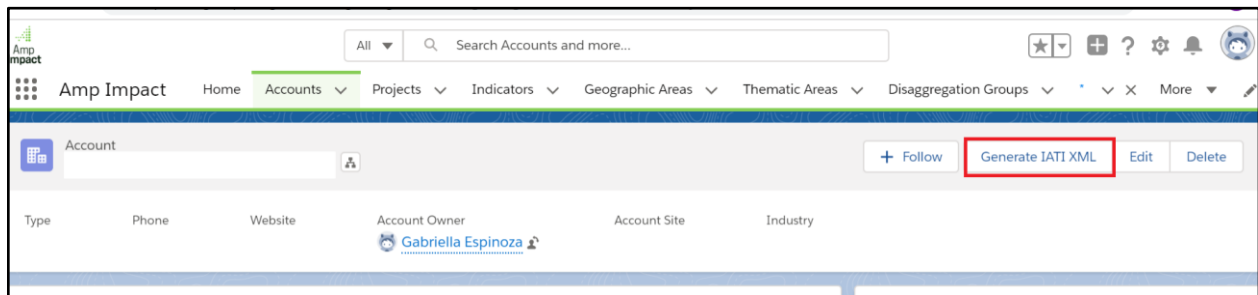 Amp
Impact
All Search Accounts and more...
Amp Impact Home Accounts Projects Indicators Geographic Areas Thematic Areas Disaggregation Groups * More
Account
+ Follow Generate IATI XML Edit Delete
Type Phone Website Account Owner Account Site Industry
Gabriella Espinoza